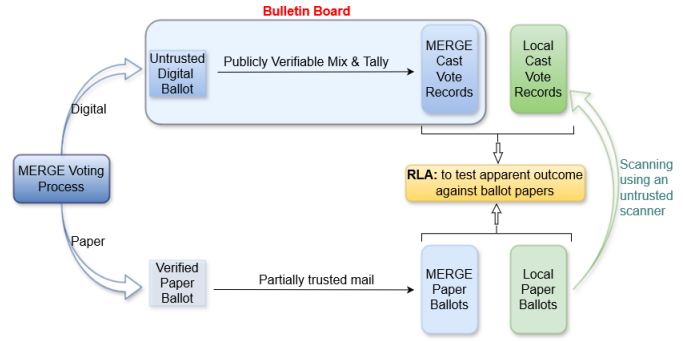 Bulletin Board
Untrusted
Digital
Ballot
Publicly Verifiable Mix & Tally
MERGE
Cast
Vote
Records
Local
Cast
Vote
Records
Digital
MERGE Voting
Process
RLA: to test apparent outcome
against ballot papers
Scanning
using an
untrusted
scanner
Paper
Verified
Paper
Ballot
Partially trusted mail
MERGE
Paper
Ballots
Local
Paper
Ballots